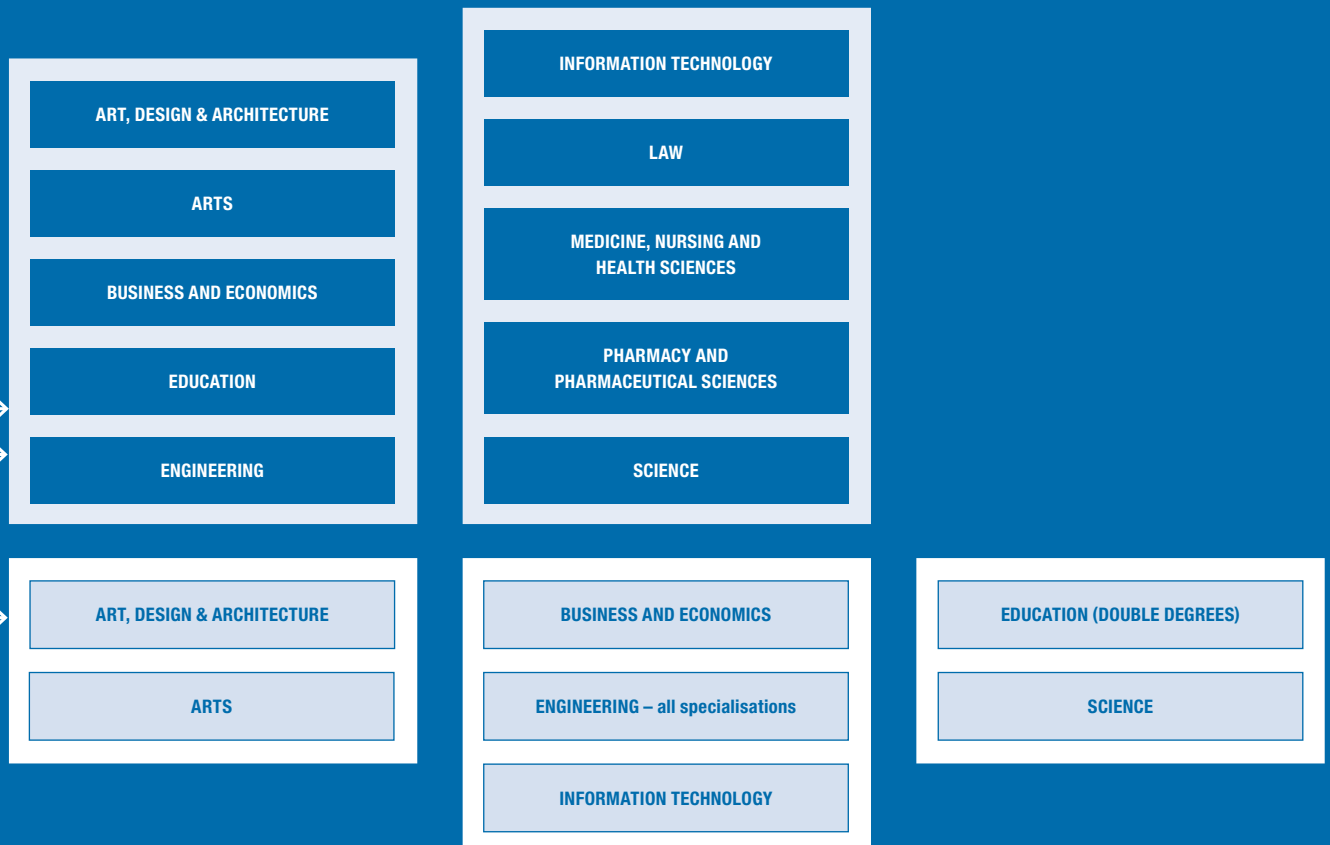 ART, DESIGN & ARCHITECTURE
ARTS
BUSINESS AND ECONOMICS
EDUCATION
ENGINEERING
INFORMATION TECHNOLOGY
LAW
MEDICINE, NURSING AND
HEALTH SCIENCES
PHARMACY AND
PHARMACEUTICAL SCIENCES
SCIENCE
ART, DESIGN & ARCHITECTURE
ARTS
BUSINESS AND ECONOMICS
ENGINEERING – all specialisations
INFORMATION TECHNOLOGY
EDUCATION (DOUBLE DEGREES)
SCIENCE